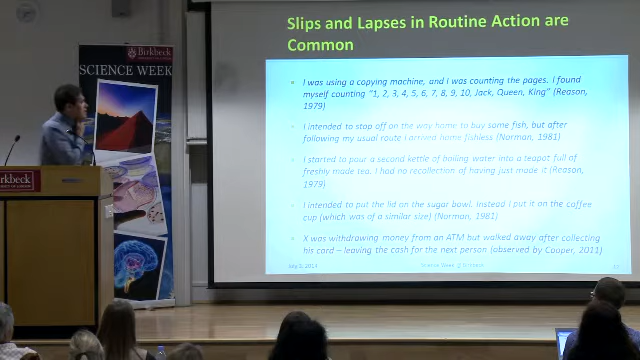 Slips and Lapses in Routine Action are
Common
Birkbeck
SCIENCE WEEK
• I was using a copying machine, and I was counting the pages. I found
myself counting "1, 2, 3, 4, 5, 6, 7, 8, 9, 10, Jack, Queen, King" (Reason,
1979)
• I intended to stop off on the way home to buy some fish, but after
following my usual route I arrived home fishless (Norman, 1981)
• I started to pour a second kettle of boiling water into a teapot full of
freshly made tea. I had no recollection of having just made it (Reason,
1979)
• I intended to put the lid on the sugar bowl. Instead I put it on the coffee
cup (which was of a similar size) (Norman, 1981)
• X was withdrawing money from an ATM but walked away after collecting
his card – leaving the cash for the next person (observed by Cooper, 2011)
Science Week
rkbeck